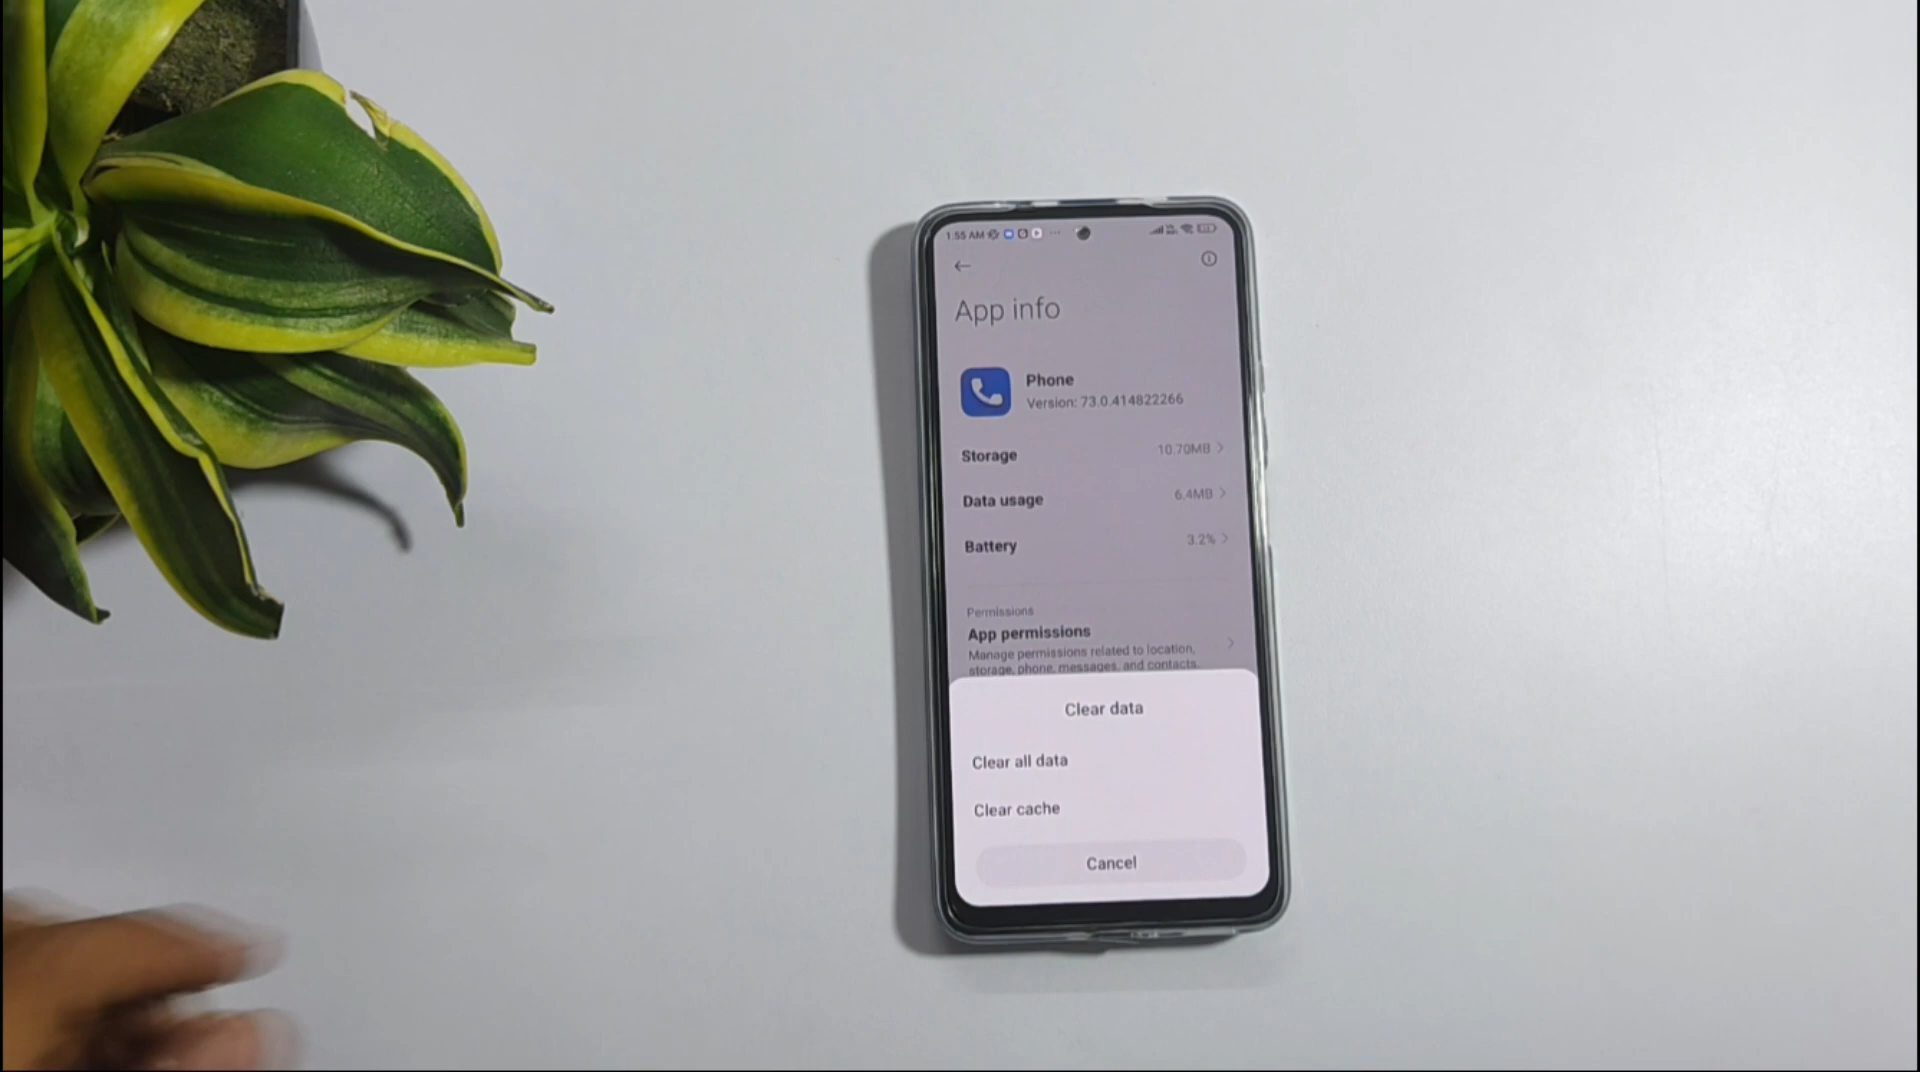 1:55 AM
App info
Phone
Version: 73.0.414822266
Storage 10.70MB
Data usage 6.4MB
Battery 3.2%
Permissions
App permissions
Manage permissions related to location,
storage, phone, messages, and contacts.
Clear data
Clear all data
Clear cache
Cancel